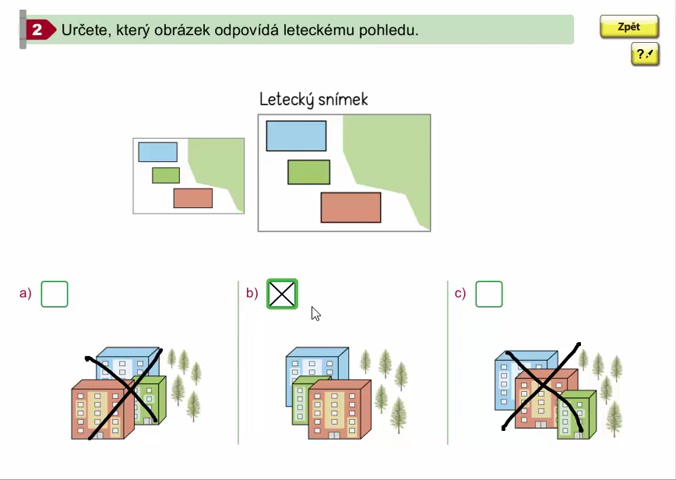 2 Určete, který obrázek odpovídá leteckému pohledu.
Zpět
?
Letecký snímek
a)
b)
c)